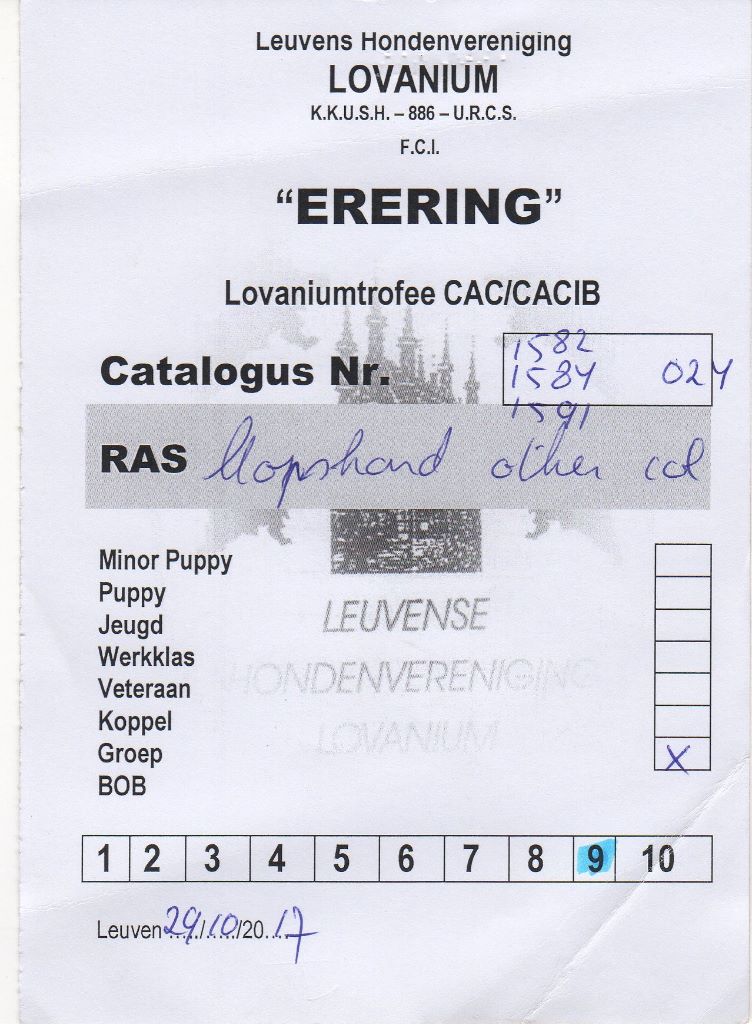 Leuvens Hondenvereniging
LOVANIUM
K.K.U.S.H. – 886 – U.R.C.S.
F.C.I.
“ERERING”
Lovaniumtrofee CAC/CACIB
1582
Catalogus Nr. 1584 024
1591
RAS Mopshond other col
Minor Puppy
Puppy
Jeugd
LEUVENSE
Werkklas
HONDENVERENIGING
Veteraan
Koppel
LOVANIUM
Groep X
BOB
1 2 3 4 5 6 7 8 9 10
Leuven 29/10/2017